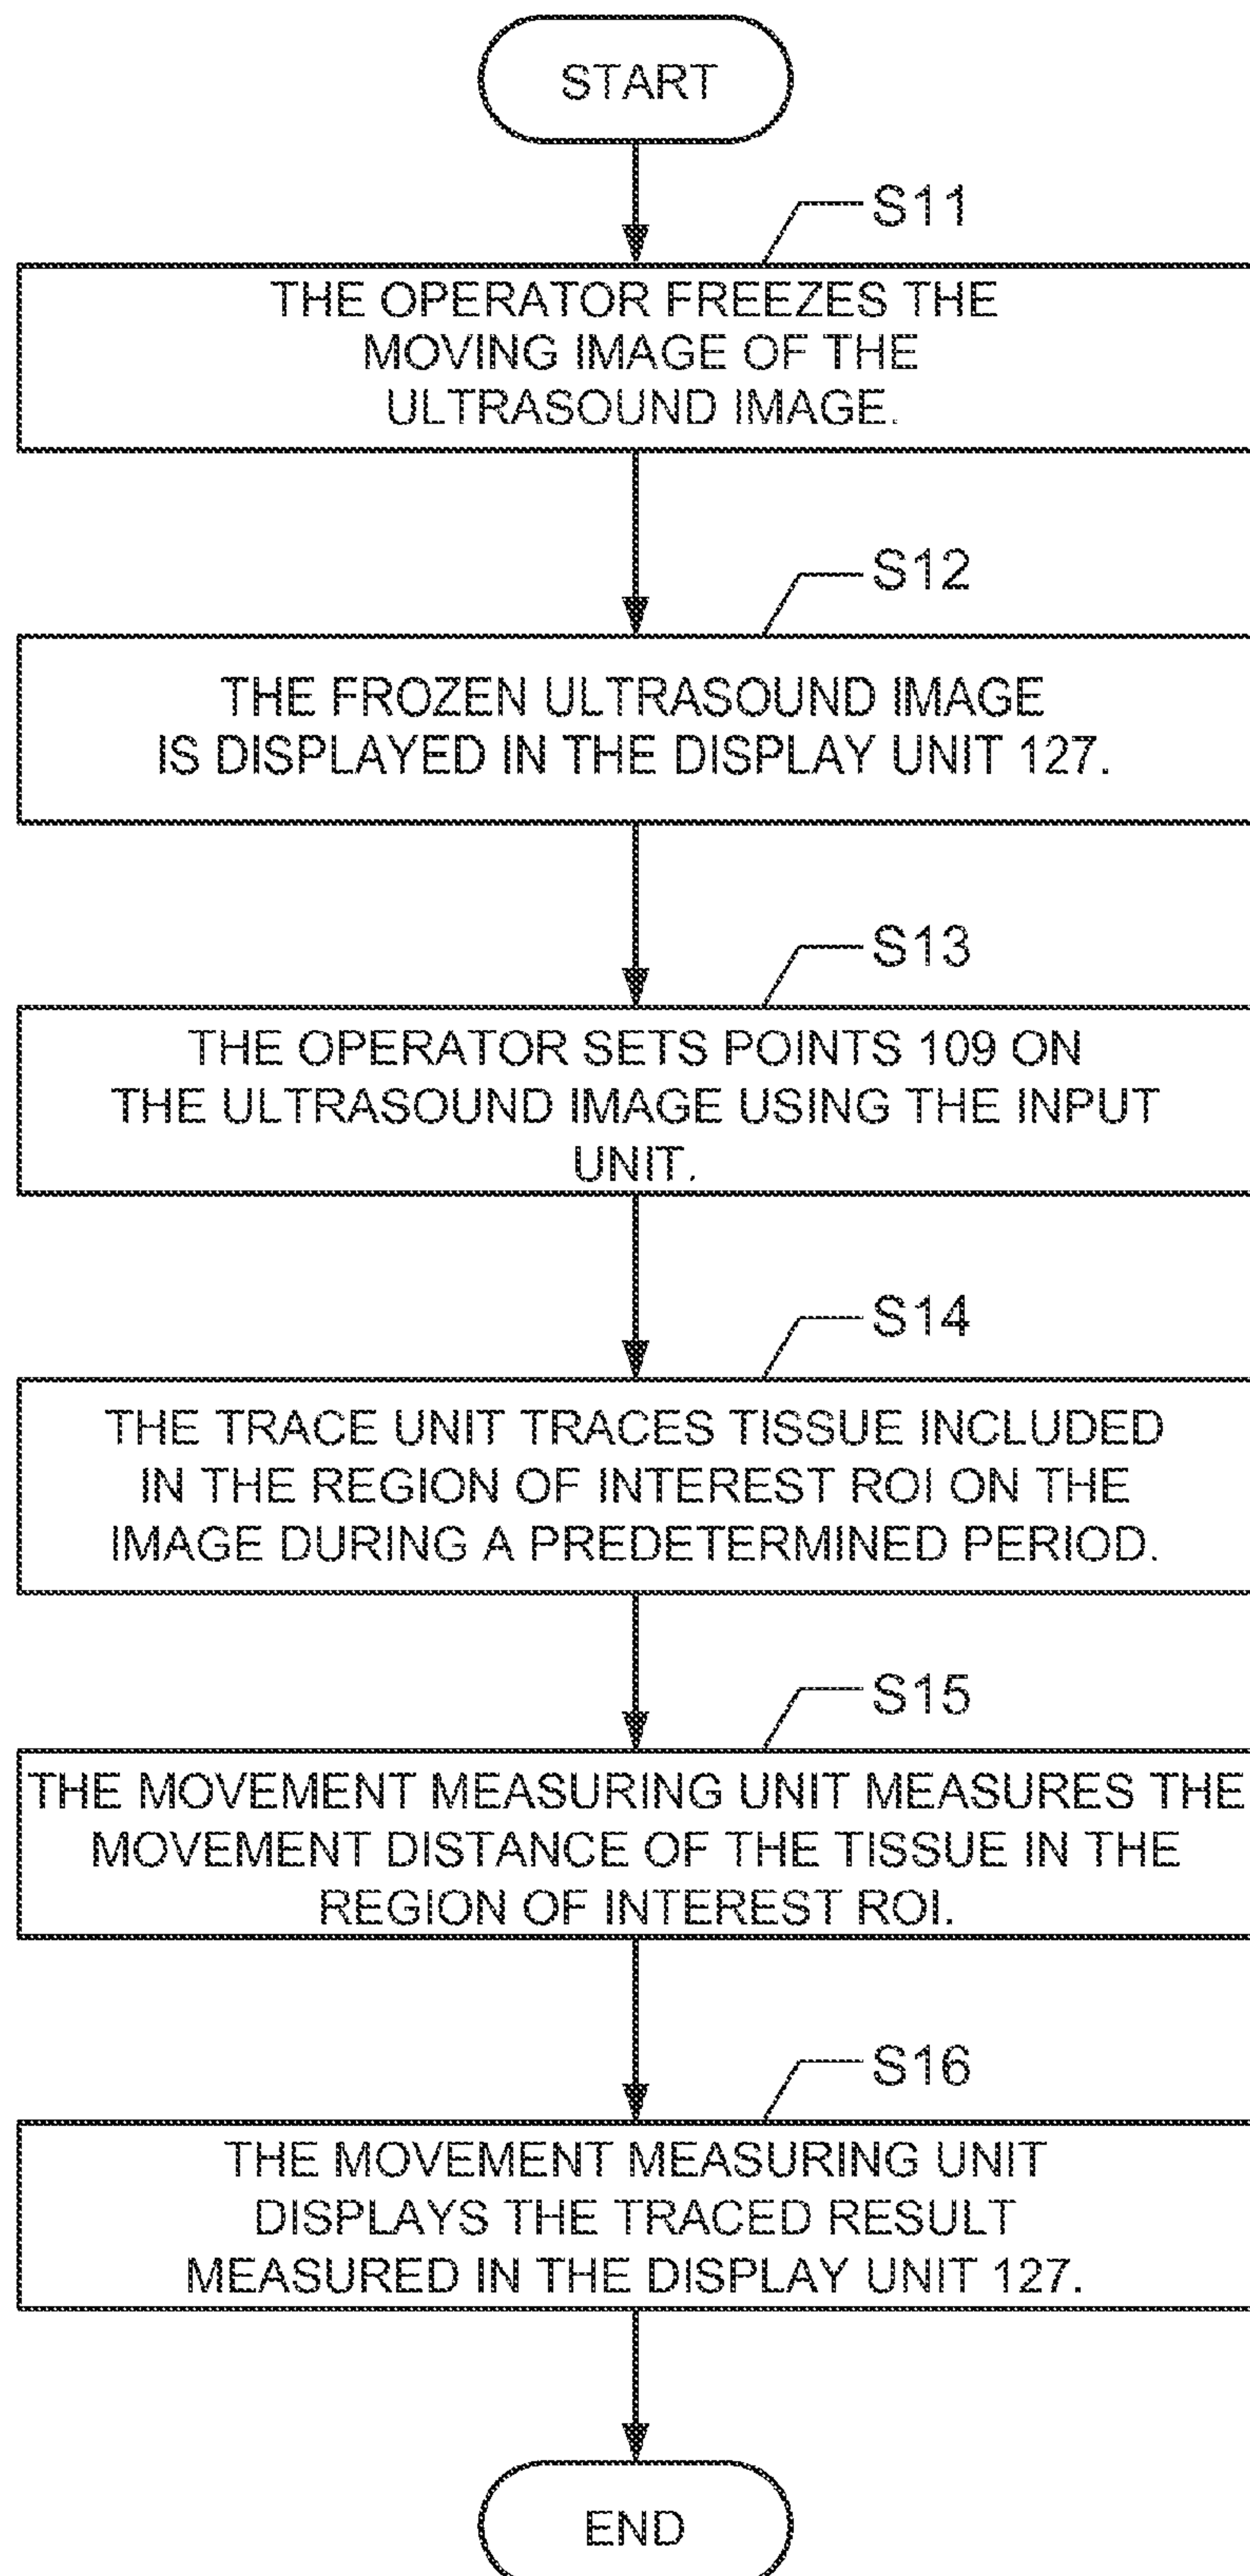 START
S11
THE OPERATOR FREEZES THE
MOVING IMAGE OF THE
ULTRASOUND IMAGE.
S12
THE FROZEN ULTRASOUND IMAGE
IS DISPLAYED IN THE DISPLAY UNIT 127.
S13
THE OPERATOR SETS POINTS 109 ON
THE ULTRASOUND IMAGE USING THE INPUT
UNIT.
S14
THE TRACE UNIT TRACES TISSUE INCLUDED
IN THE REGION OF INTEREST ROI ON THE
IMAGE DURING A PREDETERMINED PERIOD.
S15
THE MOVEMENT MEASURING UNIT MEASURES THE
MOVEMENT DISTANCE OF THE TISSUE IN THE
REGION OF INTEREST ROI.
S16
THE MOVEMENT MEASURING UNIT
DISPLAYS THE TRACED RESULT
MEASURED IN THE DISPLAY UNIT 127.
END